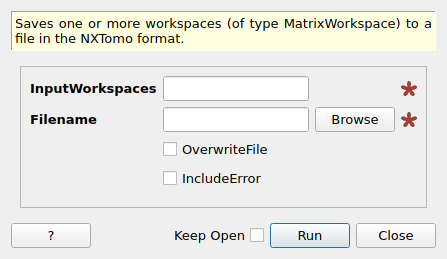 Saves one or more workspaces (of type MatrixWorkspace) to a
file in the NXTomo format.
InputWorkspaces
Filename
Browse
OverwriteFile
IncludeError
?
Keep Open
Run
Close